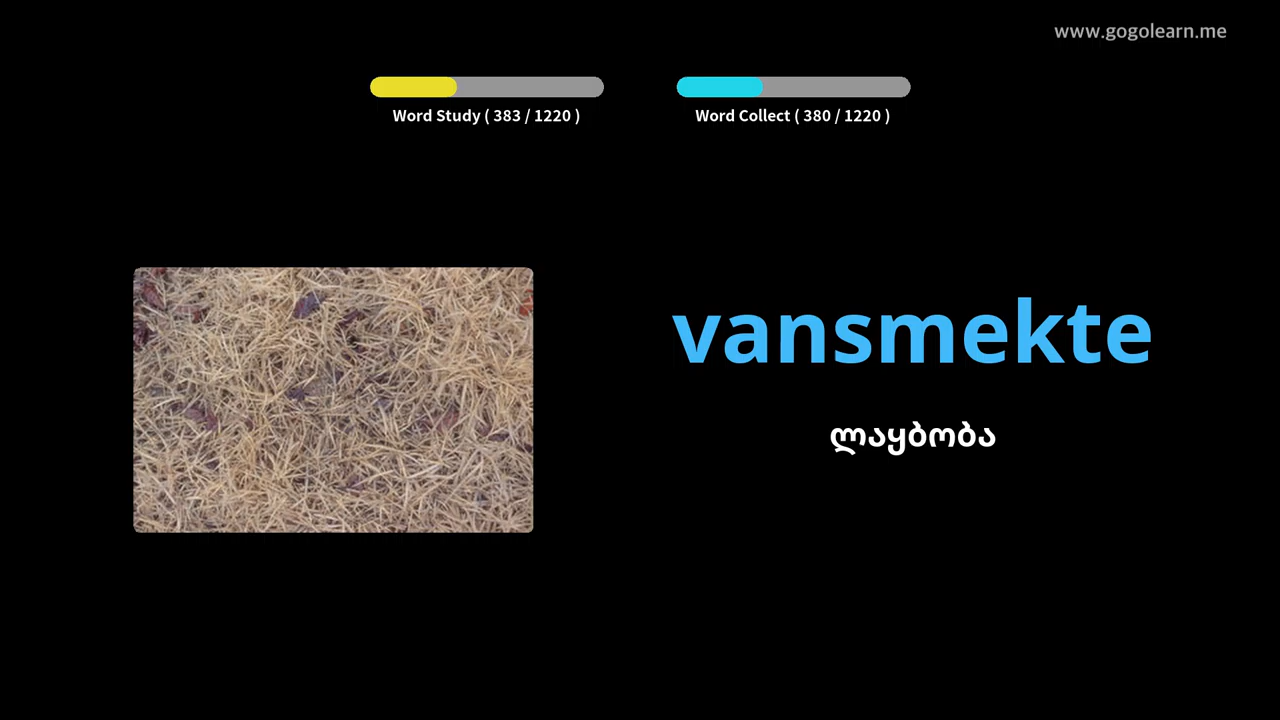 www.gogolearn.me
Word Study ( 383 / 1220 )
Word Collect ( 380 / 1220 )
vansmekte
ლაყბობა